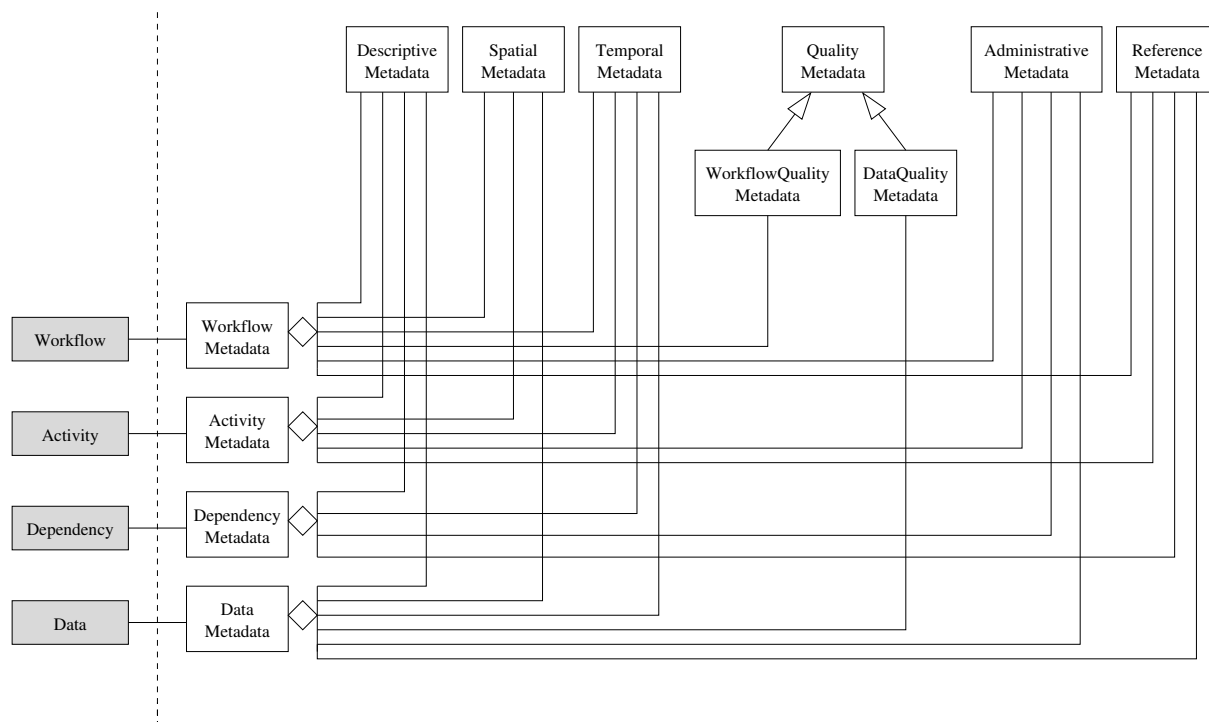 Descriptive
Metadata
Spatial
Metadata
Temporal
Metadata
Quality
Metadata
Administrative
Metadata
Reference
Metadata
WorkflowQuality
Metadata
DataQuality
Metadata
Workflow
Workflow
Metadata
Activity
Activity
Metadata
Dependency
Dependency
Metadata
Data
Data
Metadata